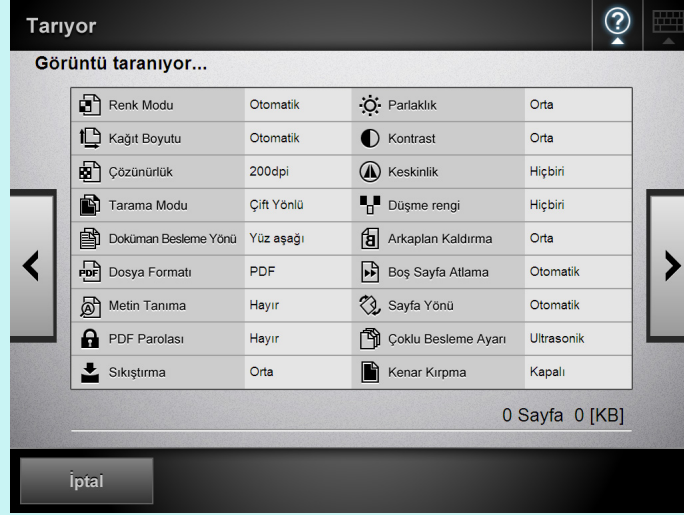 Tarıyor
Görüntü taranıyor...
Renk Modu Otomatik Parlaklık Orta
Kağıt Boyutu Otomatik Kontrast Orta
Çözünürlük 200dpi Keskinlik Hiçbiri
Tarama Modu Çift Yönlü Düşme rengi Hiçbiri
Doküman Besleme Yönü Yüz aşağı Arkaplan Kaldırma Orta
PDF Dosya Formatı PDF Boş Sayfa Atlama Otomatik
Metin Tanıma Hayır Sayfa Yönü Otomatik
PDF Parolası Hayır Çoklu Besleme Ayarı Ultrasonik
Sıkıştırma Orta Kenar Kırpma Kapalı
0 Sayfa 0 [KB]
İptal